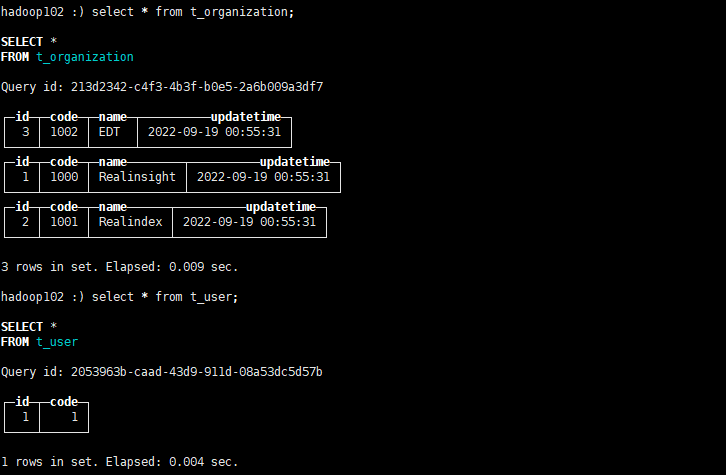 hadoop102 :) select * from t_organization;
SELECT *
FROM t_organization
Query id: 213d2342-c4f3-4b3f-b0e5-2a6b009a3df7
id code name updatetime
3 1002 EDT 2022-09-19 00:55:31
id code name updatetime
1 1000 Realinsight 2022-09-19 00:55:31
id code name updatetime
2 1001 Realindex 2022-09-19 00:55:31
3 rows in set. Elapsed: 0.009 sec.
hadoop102 :) select * from t_user;
SELECT *
FROM t_user
Query id: 2053963b-caad-43d9-911d-08a53dc5d57b
id code
1 1
1 rows in set. Elapsed: 0.004 sec.